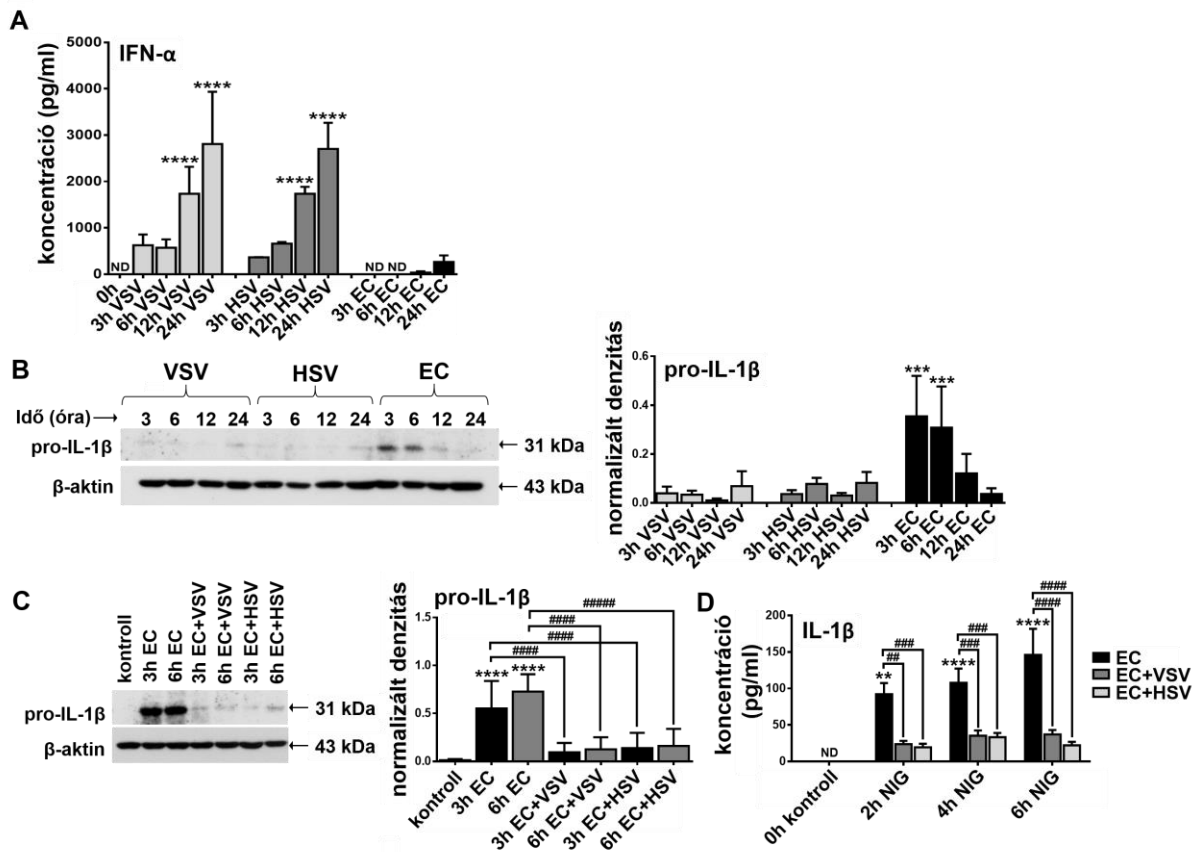 A
IFN-α
koncentráció (pg/ml)
5000
4000
3000
2000
1000
0
ND
****
****
****
****
ND ND
0h
3h VSV
6h VSV
12h VSV
24h VSV
3h HSV
6h HSV
12h HSV
24h HSV
3h EC
6h EC
12h EC
24h EC
B
VSV HSV EC
Idő (óra) → 3 6 12 24 3 6 12 24 3 6 12 24
pro-IL-1β ← 31 kDa
β-aktin ← 43 kDa
pro-IL-1β
normalizált denzitás
0.6
0.4
0.2
0.0
*** ***
3h VSV
6h VSV
12h VSV
24h VSV
3h HSV
6h HSV
12h HSV
24h HSV
3h EC
6h EC
12h EC
24h EC
C
kontroll
3h EC
6h EC
3h EC+VSV
6h EC+VSV
3h EC+HSV
6h EC+HSV
pro-IL-1β ← 31 kDa
β-aktin ← 43 kDa
pro-IL-1β
normalizált denzitás
1.5
1.0
0.5
0.0
#####
####
####
####
**** ****
kontroll
3h EC
6h EC
3h EC+VSV
6h EC+VSV
3h EC+HSV
6h EC+HSV
D
IL-1β
koncentráció
(pg/ml)
200
150
100
50
0
ND
###
##
**
###
###
****
####
####
****
0h kontroll
2h NIG
4h NIG
6h NIG
EC
EC+VSV
EC+HSV